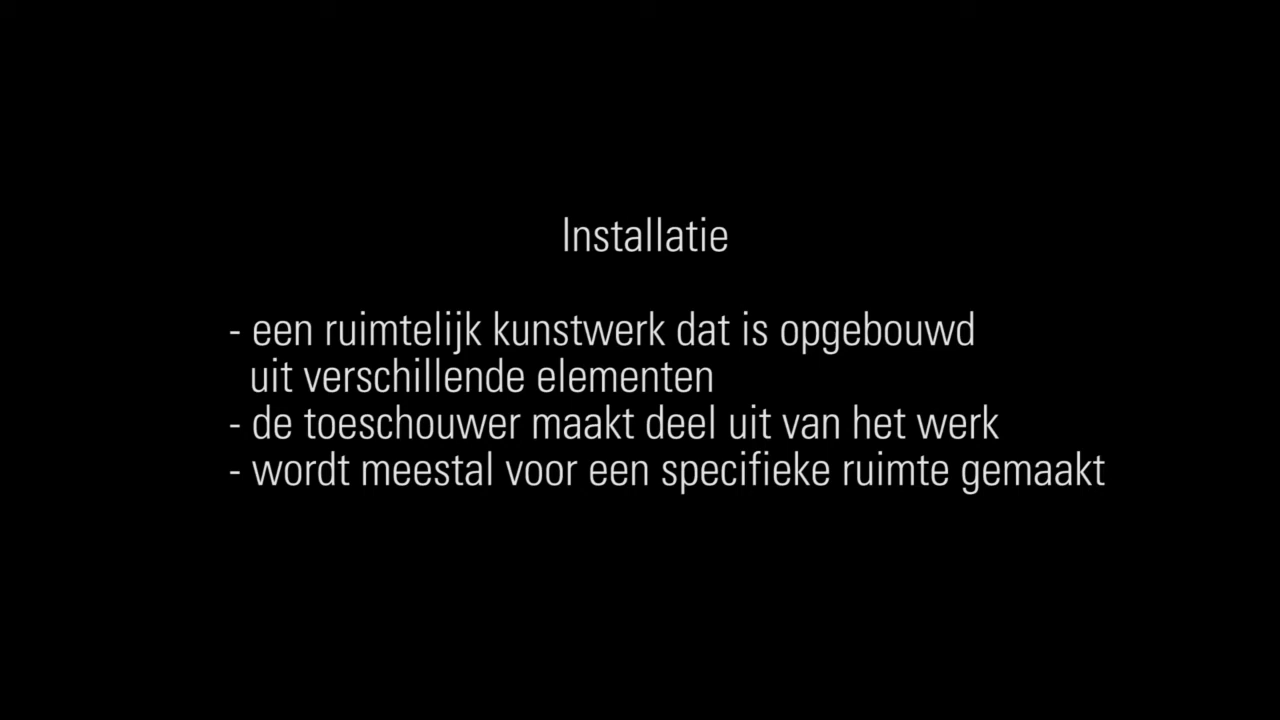 Installatie
- een ruimtelijk kunstwerk dat is opgebouwd
uit verschillende elementen
- de toeschouwer maakt deel uit van het werk
- wordt meestal voor een specifieke ruimte gemaakt